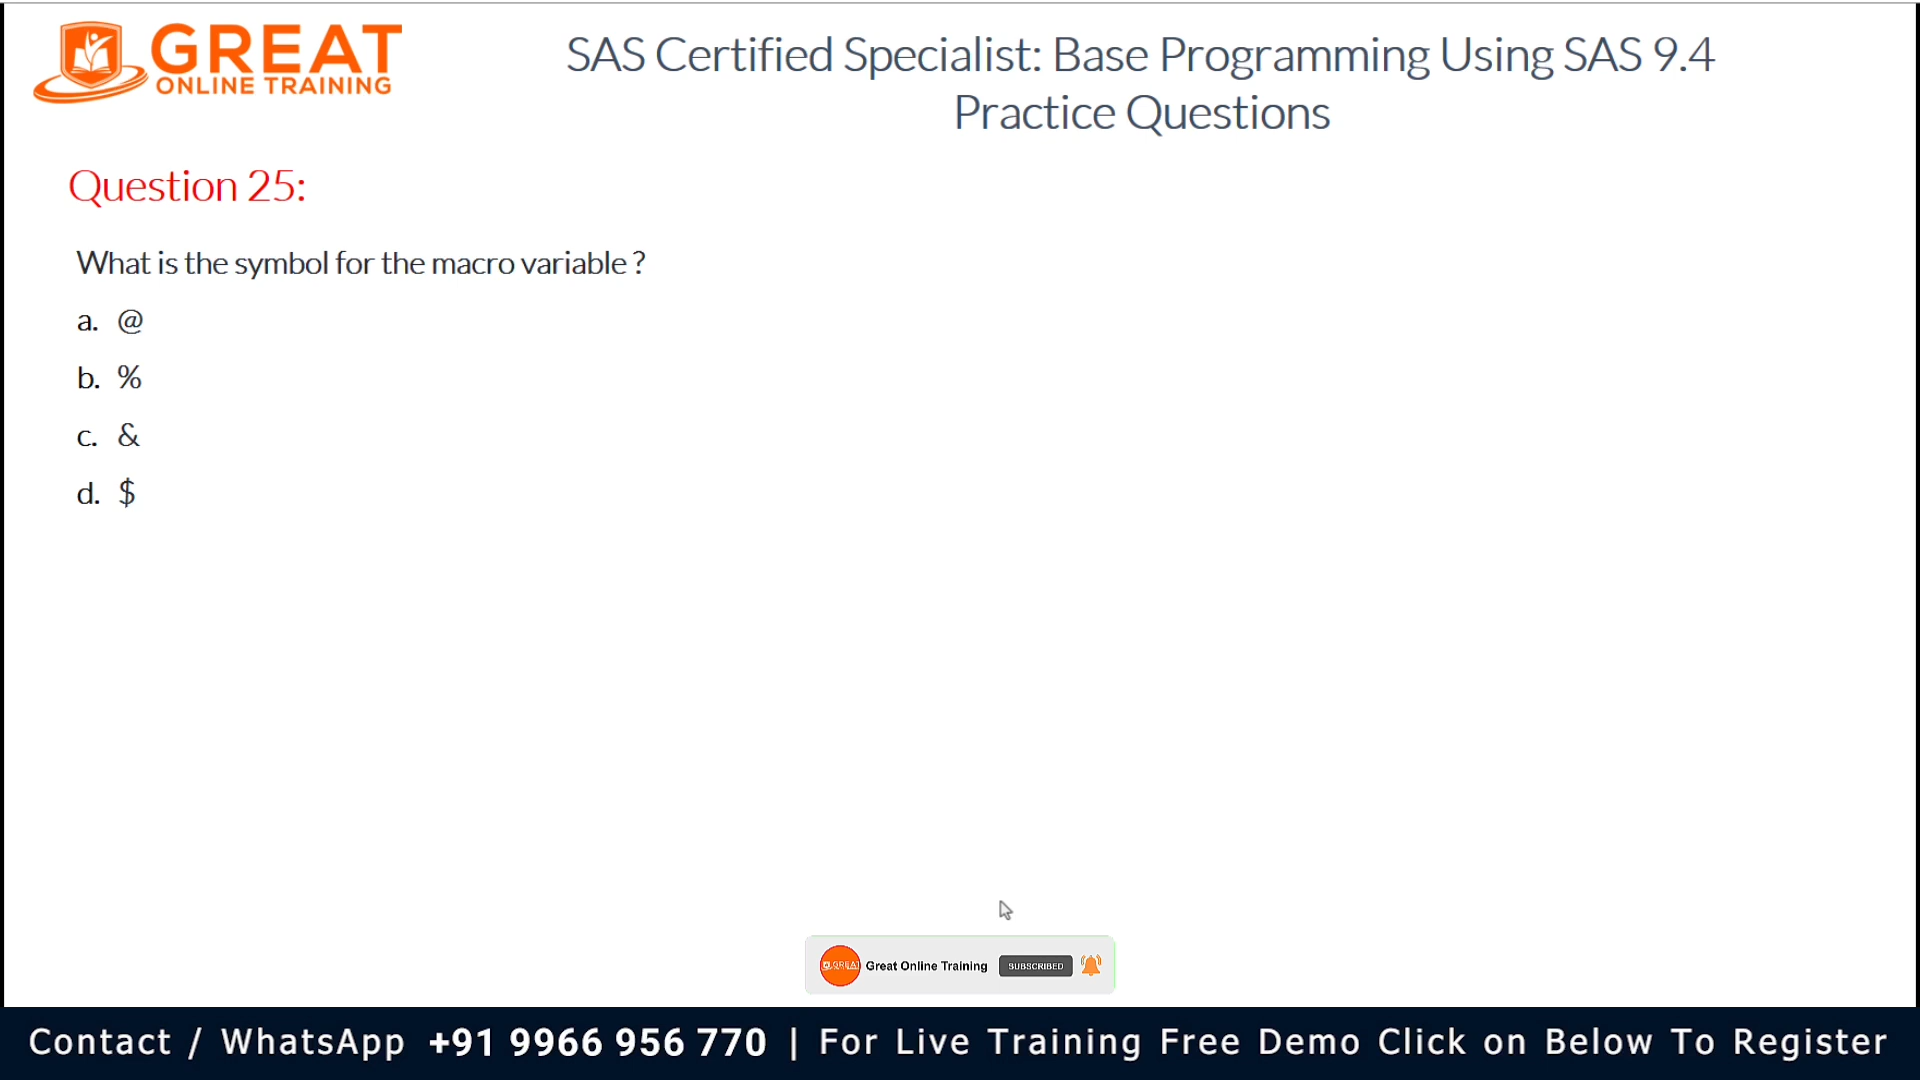 GREAT
ONLINE TRAINING
SAS Certified Specialist: Base Programming Using SAS 9.4
Practice Questions
Question 25:
What is the symbol for the macro variable ?
a. @
b. %
c. &
d. $
Great Online Training SUBSCRIBED
Contact / WhatsApp +91 9966 956 770 | For Live Training Free Demo Click on Below To Register